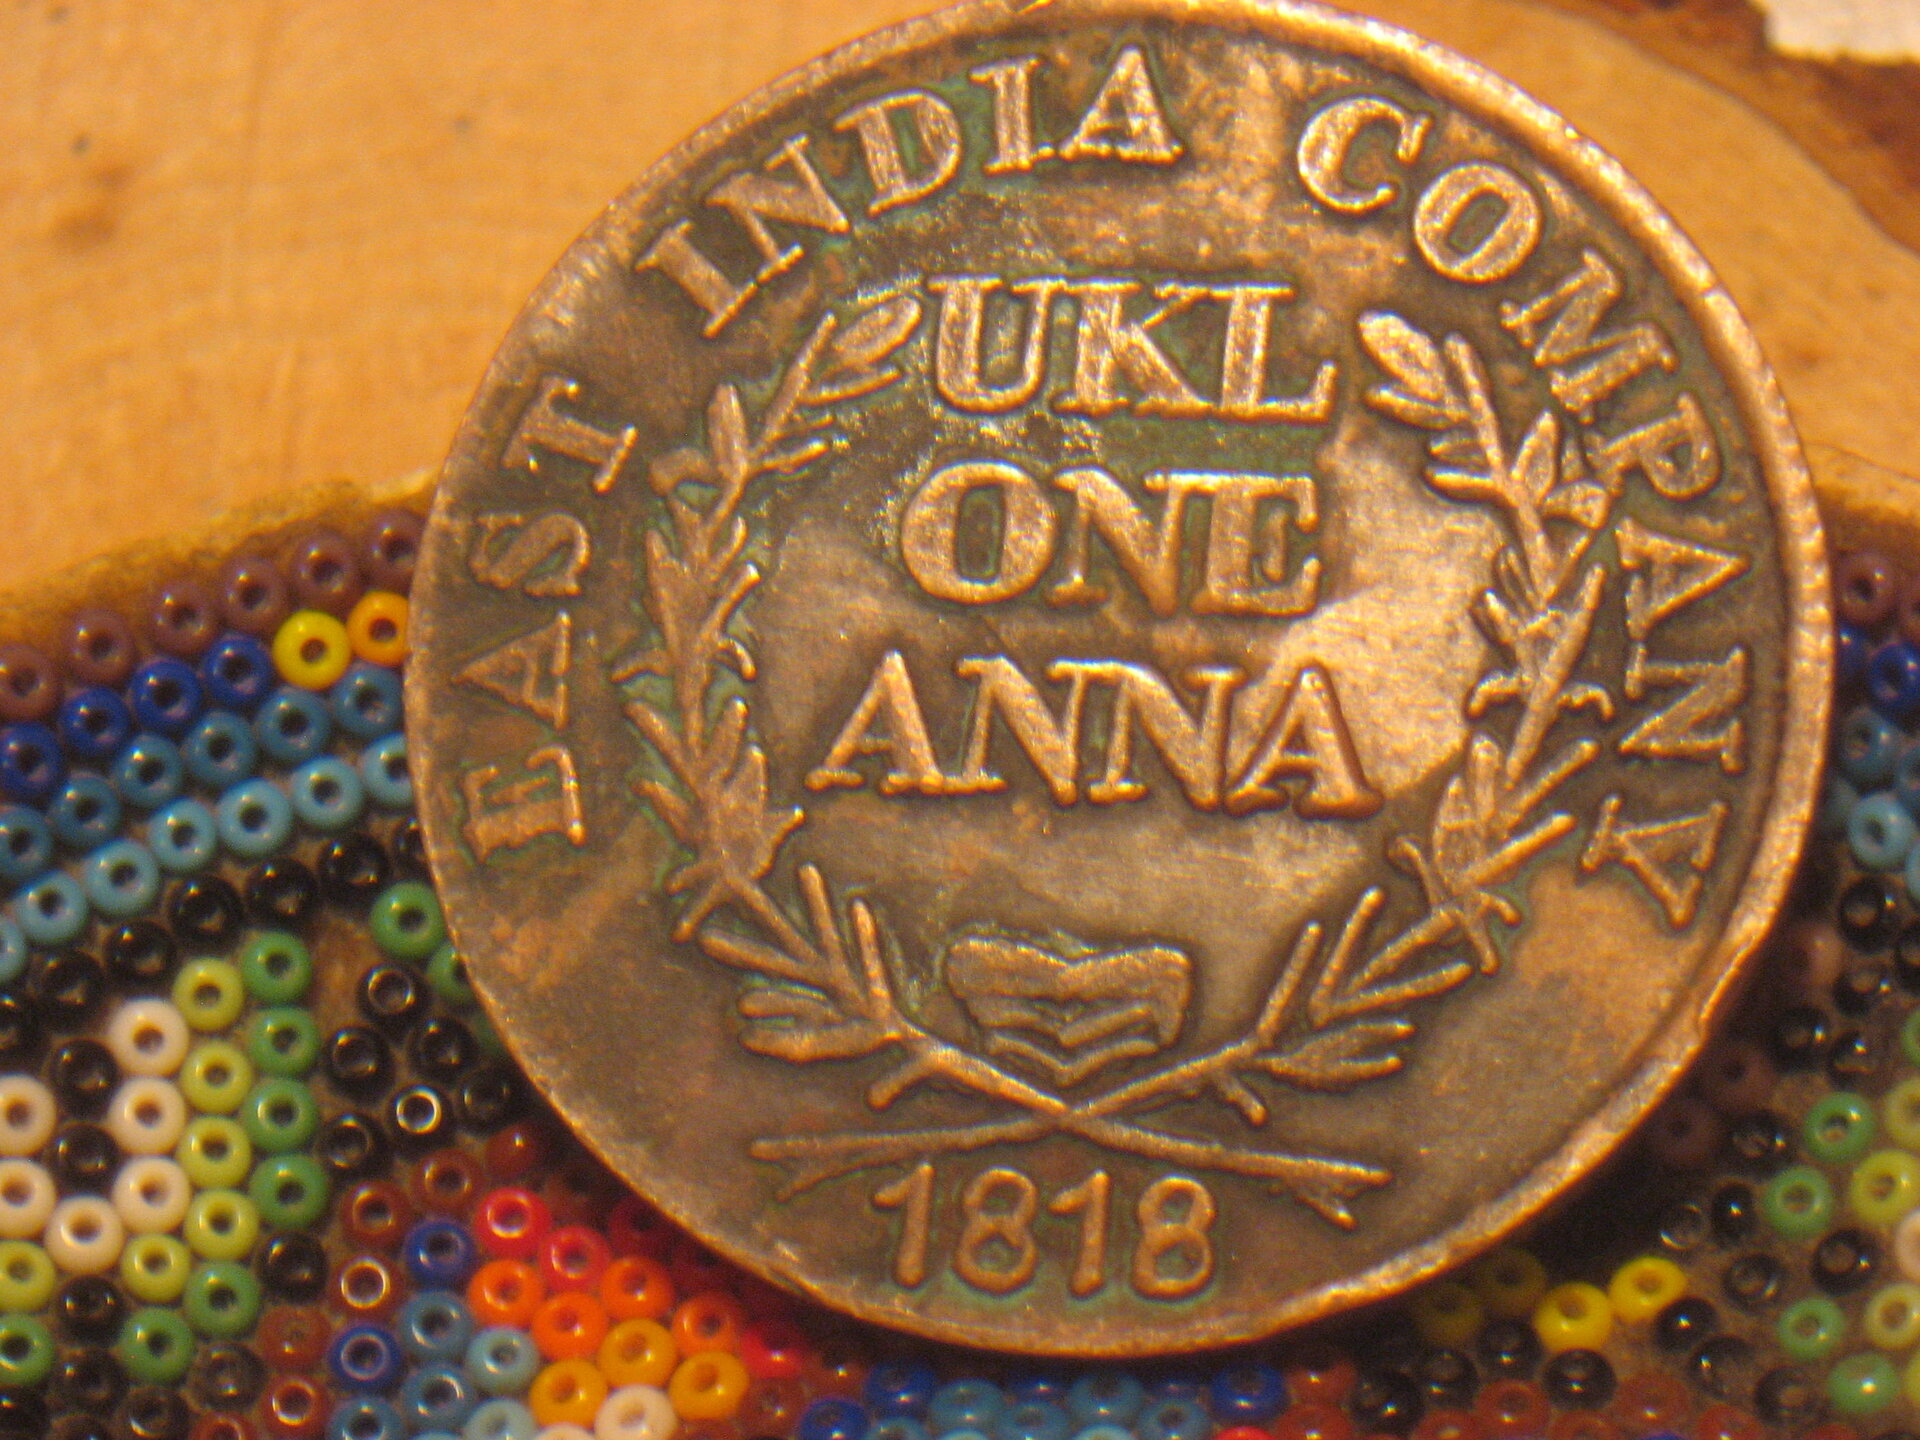 EAST INDIA COMPANY
UKL
ONE
ANNA
1818